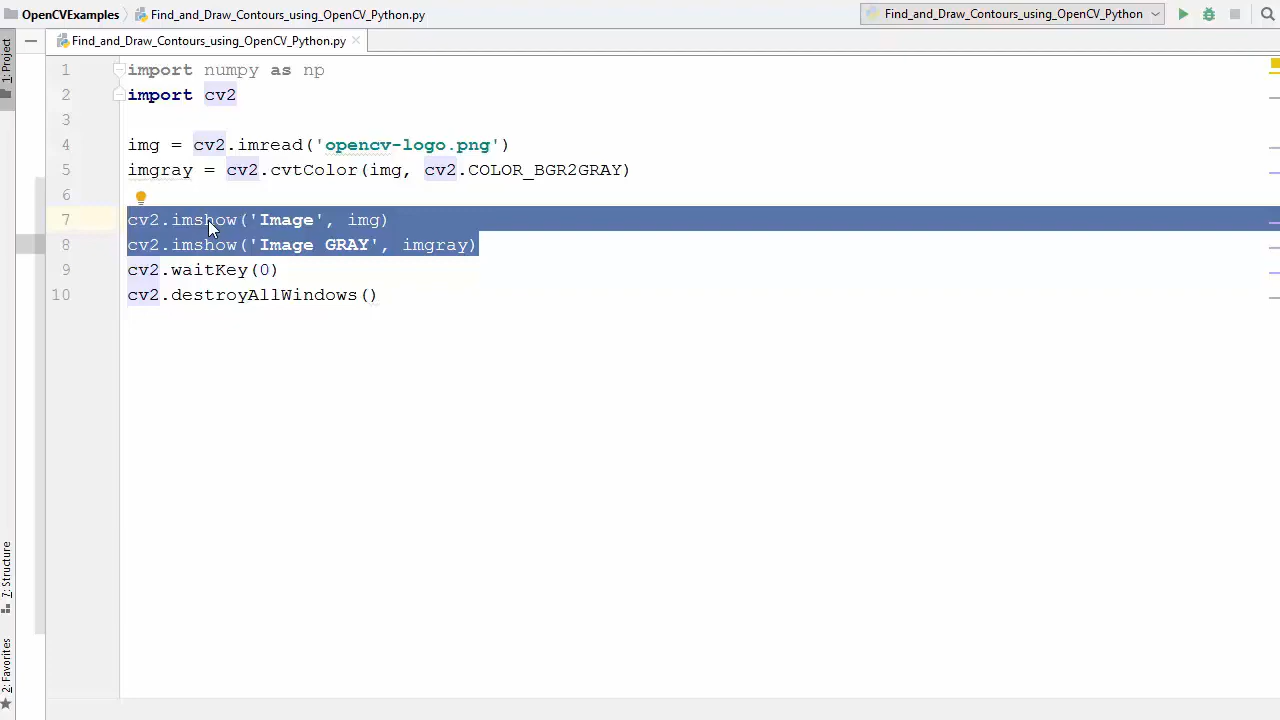 OpenCVExamples Find_and_Draw_Contours_using_OpenCV_Python.py Find_and_Draw_Contours_using_OpenCV_Python
1: Project
Find_and_Draw_Contours_using_OpenCV_Python.py
1 import numpy as np
2 import cv2
3
4 img = cv2.imread('opencv-logo.png')
5 imgray = cv2.cvtColor(img, cv2.COLOR_BGR2GRAY)
6
7 cv2.imshow('Image', img)
8 cv2.imshow('Image GRAY', imgray)
9 cv2.waitKey(0)
10 cv2.destroyAllWindows()
7: Structure
2: Favorites